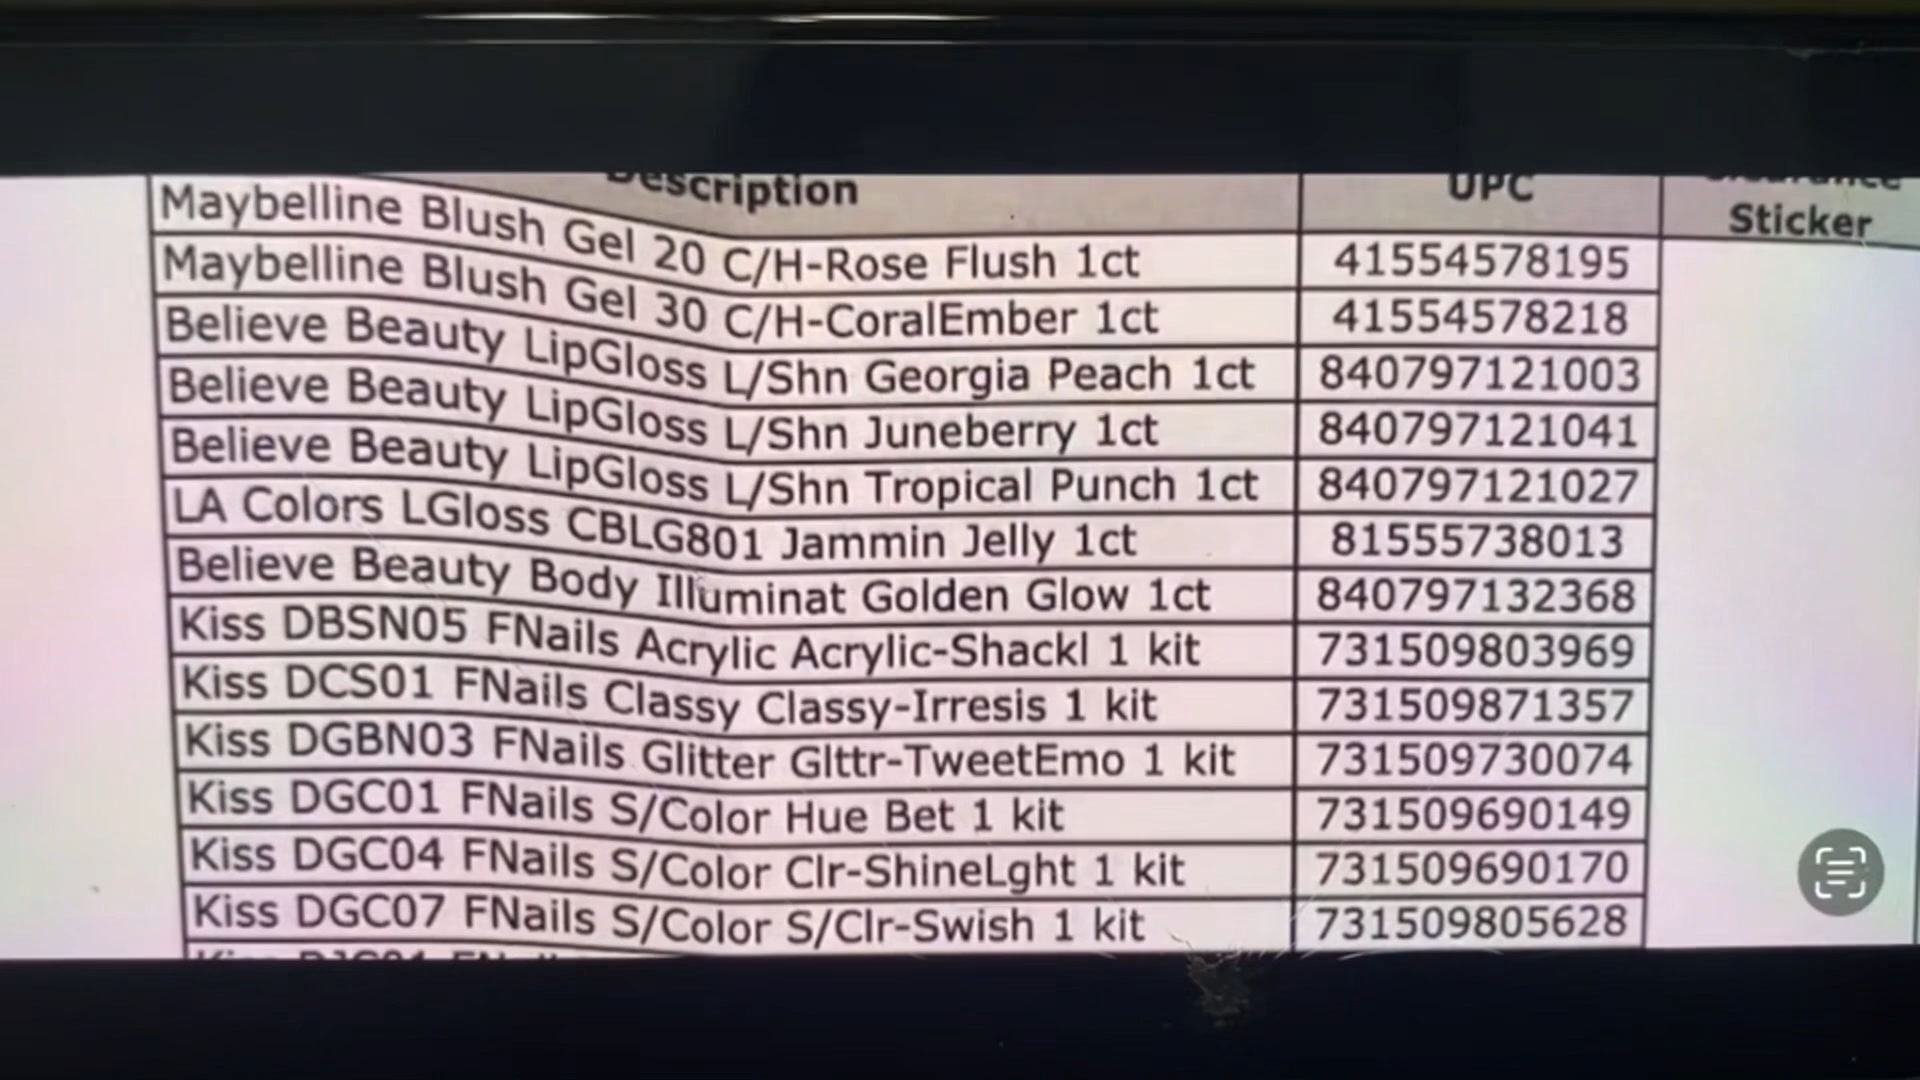 Description UPC Clearance
Sticker
Maybelline Blush Gel 20 C/H-Rose Flush 1ct 41554578195
Maybelline Blush Gel 30 C/H-CoralEmber 1ct 41554578218
Believe Beauty LipGloss L/Shn Georgia Peach 1ct 840797121003
Believe Beauty LipGloss L/Shn Juneberry 1ct 840797121041
Believe Beauty LipGloss L/Shn Tropical Punch 1ct 840797121027
LA Colors LGloss CBLG801 Jammin Jelly 1ct 81555738013
Believe Beauty Body Illuminat Golden Glow 1ct 840797132368
Kiss DBSN05 FNails Acrylic Acrylic-Shackl 1 kit 731509803969
Kiss DCS01 FNails Classy Classy-Irresis 1 kit 731509871357
Kiss DGBN03 FNails Glitter Glttr-TweetEmo 1 kit 731509730074
Kiss DGC01 FNails S/Color Hue Bet 1 kit 731509690149
Kiss DGC04 FNails S/Color Clr-ShineLght 1 kit 731509690170
Kiss DGC07 FNails S/Color S/Clr-Swish 1 kit 731509805628